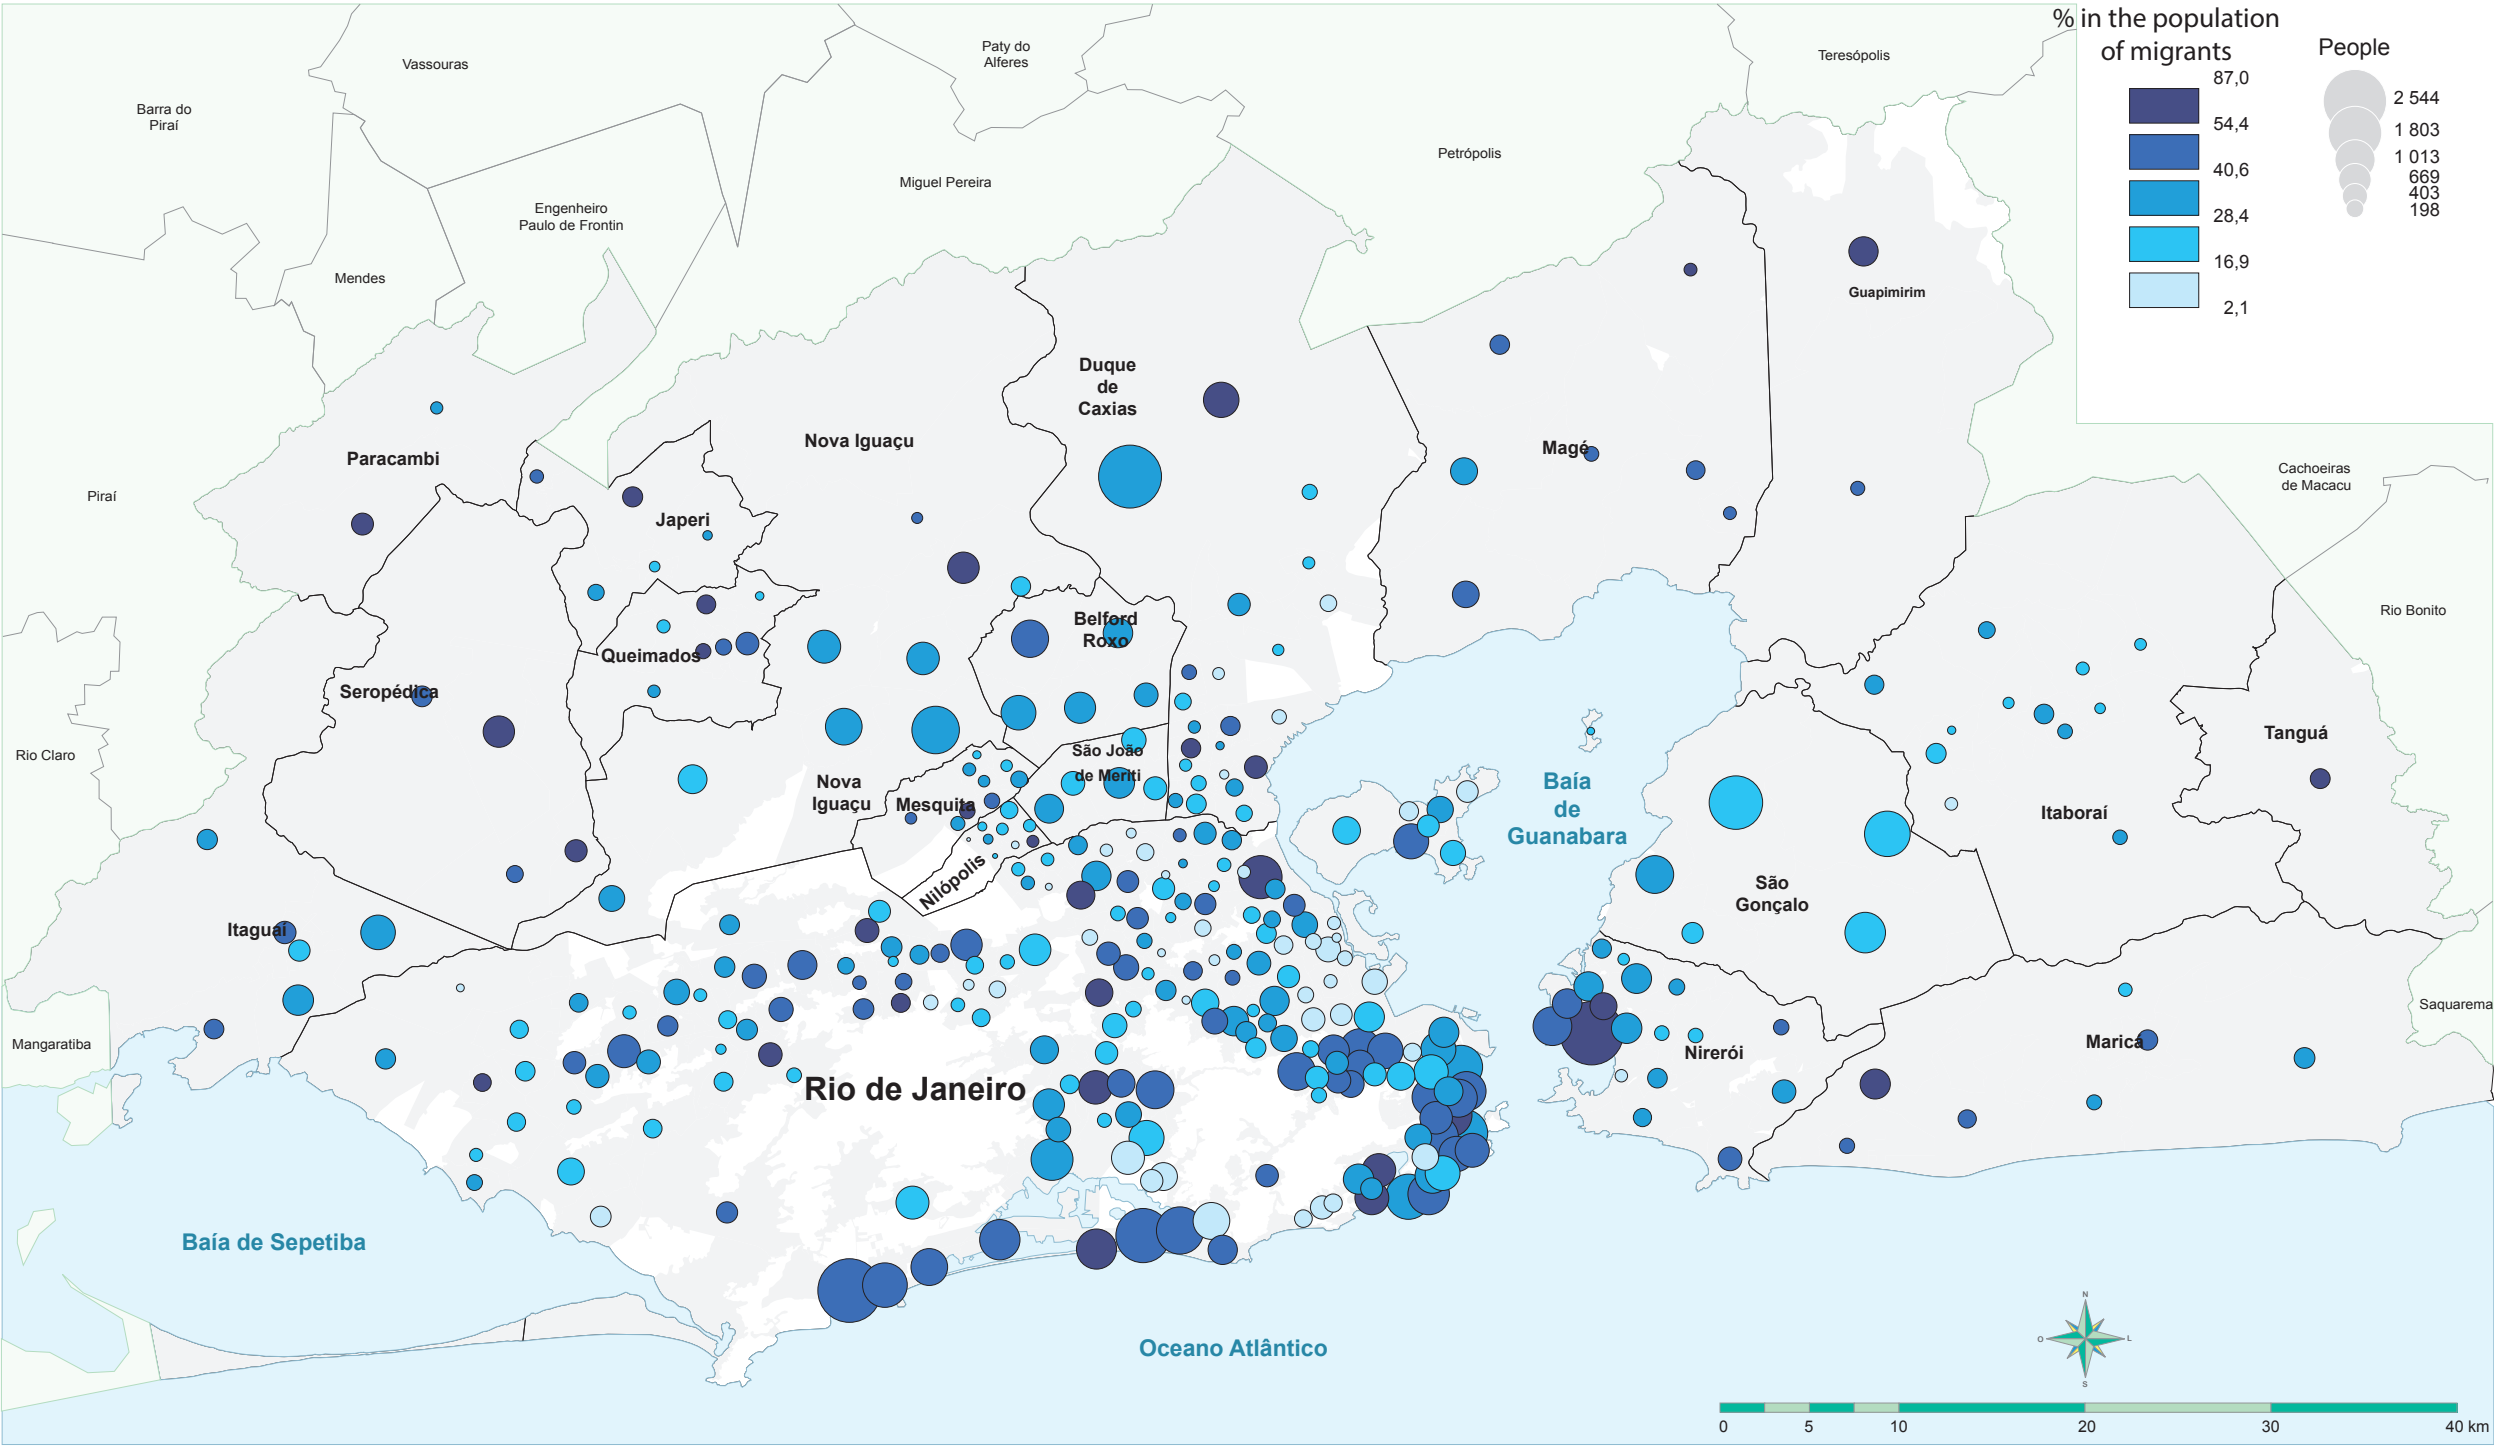 % in the population
of migrants
87,0
54,4
40,6
28,4
16,9
2,1
People
2 544
1 803
1 013
669
403
198
Vassouras
Paty do
Alferes
Teresópolis
Barra do
Piraí
Petrópolis
Miguel Pereira
Engenheiro
Paulo de Frontin
Mendes
Guapimirim
Duque
de
Caxias
Nova Iguaçu
Paracambi
Magé
Cachoeiras
de Macacu
Piraí
Japeri
Rio Bonito
Belford
Roxo
Queimados
Seropédica
Tanguá
Rio Claro
São João
de Meriti
Nova
Iguaçu
Mesquita
Baía
de
Guanabara
Itaboraí
Nilópolis
São
Gonçalo
Itaguaí
Saquarema
Mangaratiba
Nirerói
Maricá
Rio de Janeiro
Baía de Sepetiba
Oceano Atlântico
N
O
L
S
0
5
10
20
30
40 km